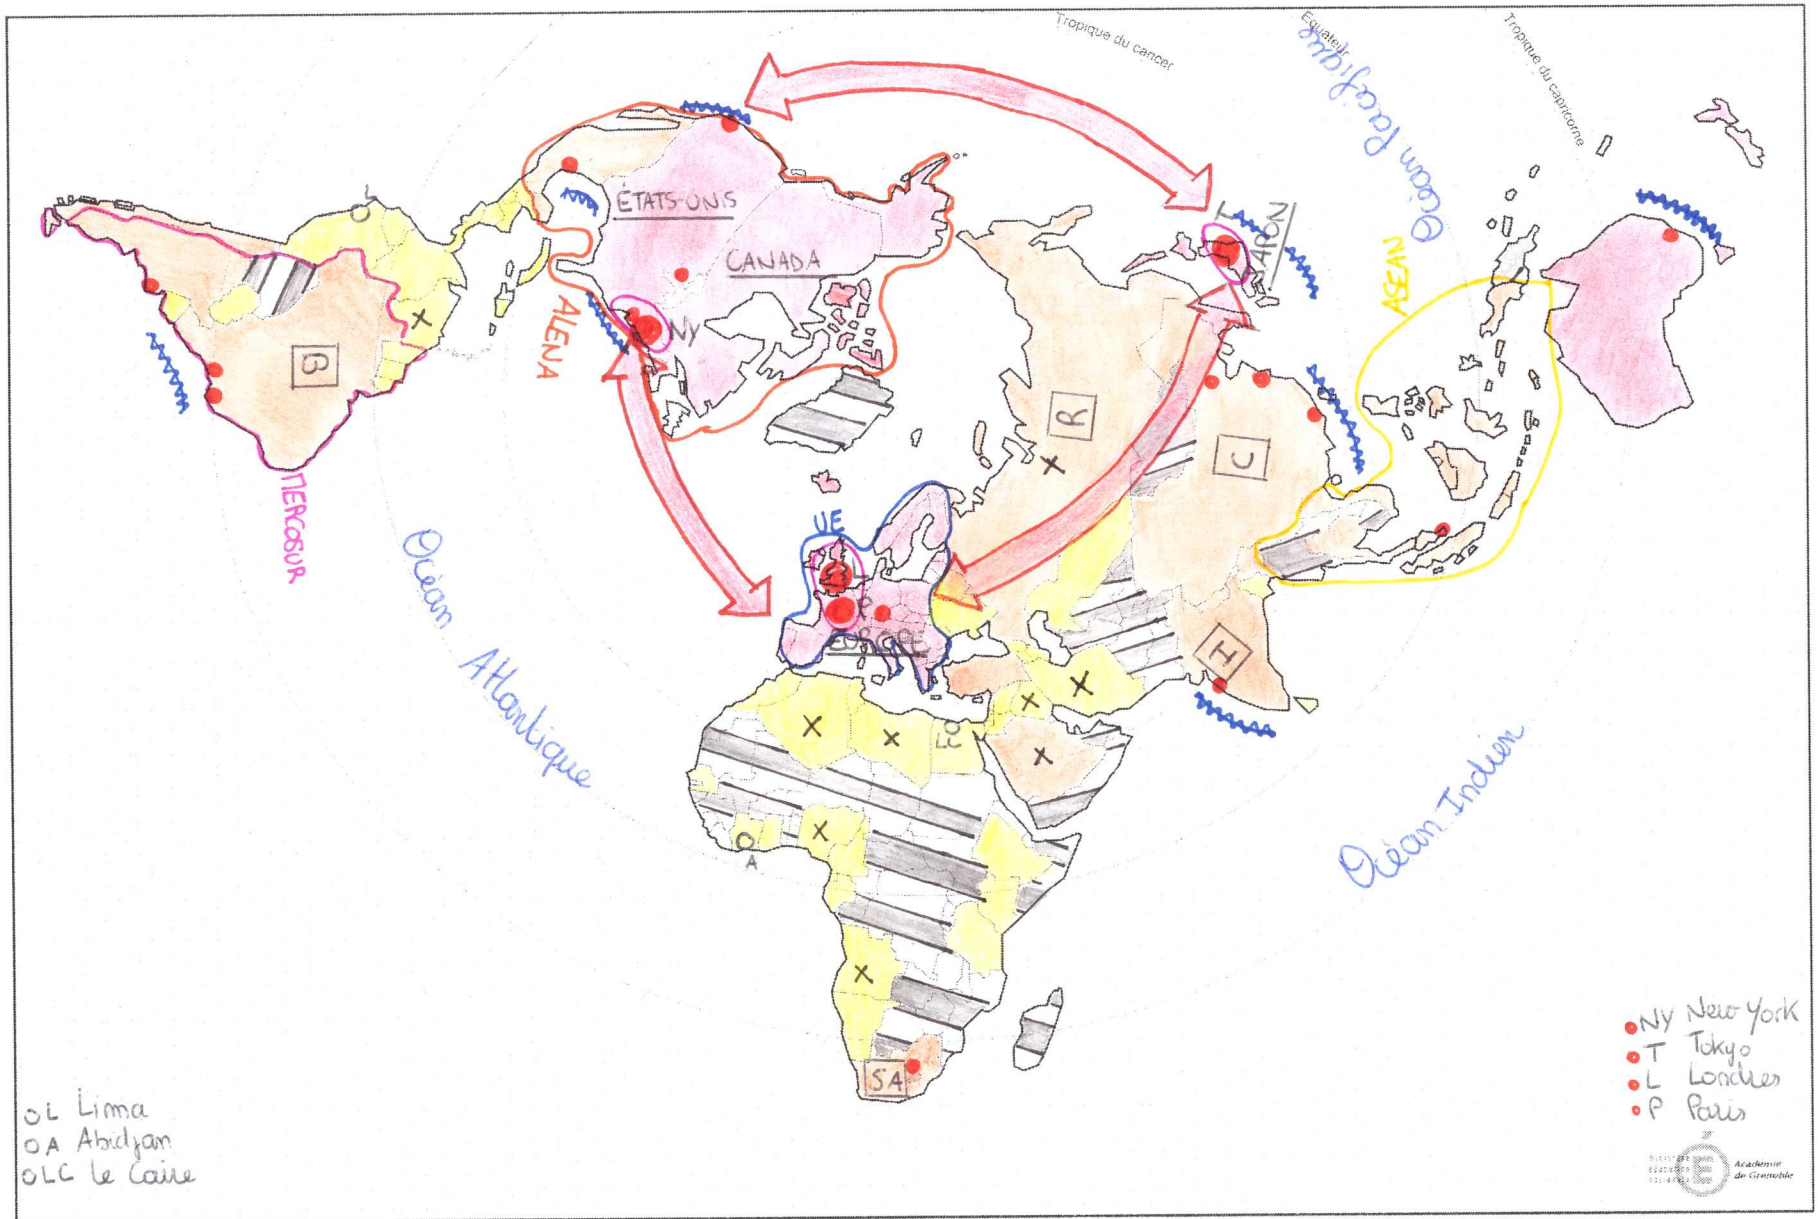 Tropique du cancer
Equateur
Tropique du capricorne
Océan Pacifique
L
ÉTATS-UNIS
CANADA
T
JAPON
ASEAN
ALENA
NY
B
R
C
MERCOSUR
UE
L
P
EUROPE
Océan Atlantique
I
LC
A
Océan Indien
SA
NY New York
T Tokyo
L Londres
P Paris
L Lima
A Abidjan
LC Le Caire
Académie
de Grenoble